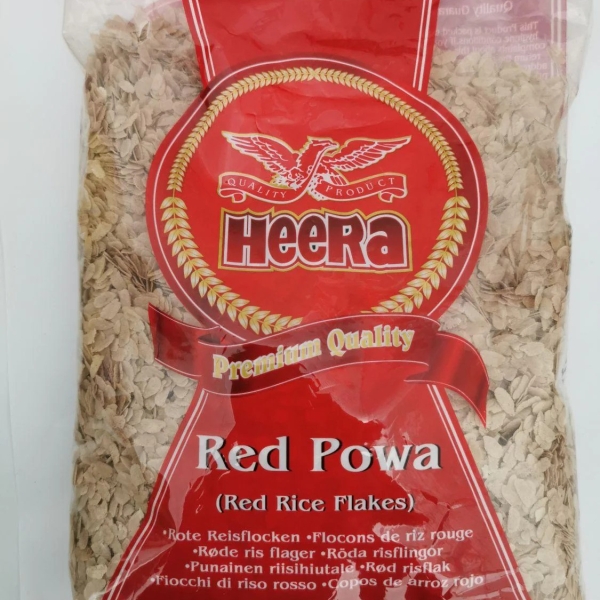 QUALITY PRODUCT
HEERA
Premium Quality
Red Powa
(Red Rice Flakes)
•Rote Reisflocken •Flocons de riz rouge
•Røde ris flager •Röda risflingor
•Punainen riisihiutale •Rød risflak
•Fiocchi di riso rosso •Copos de arroz rojo